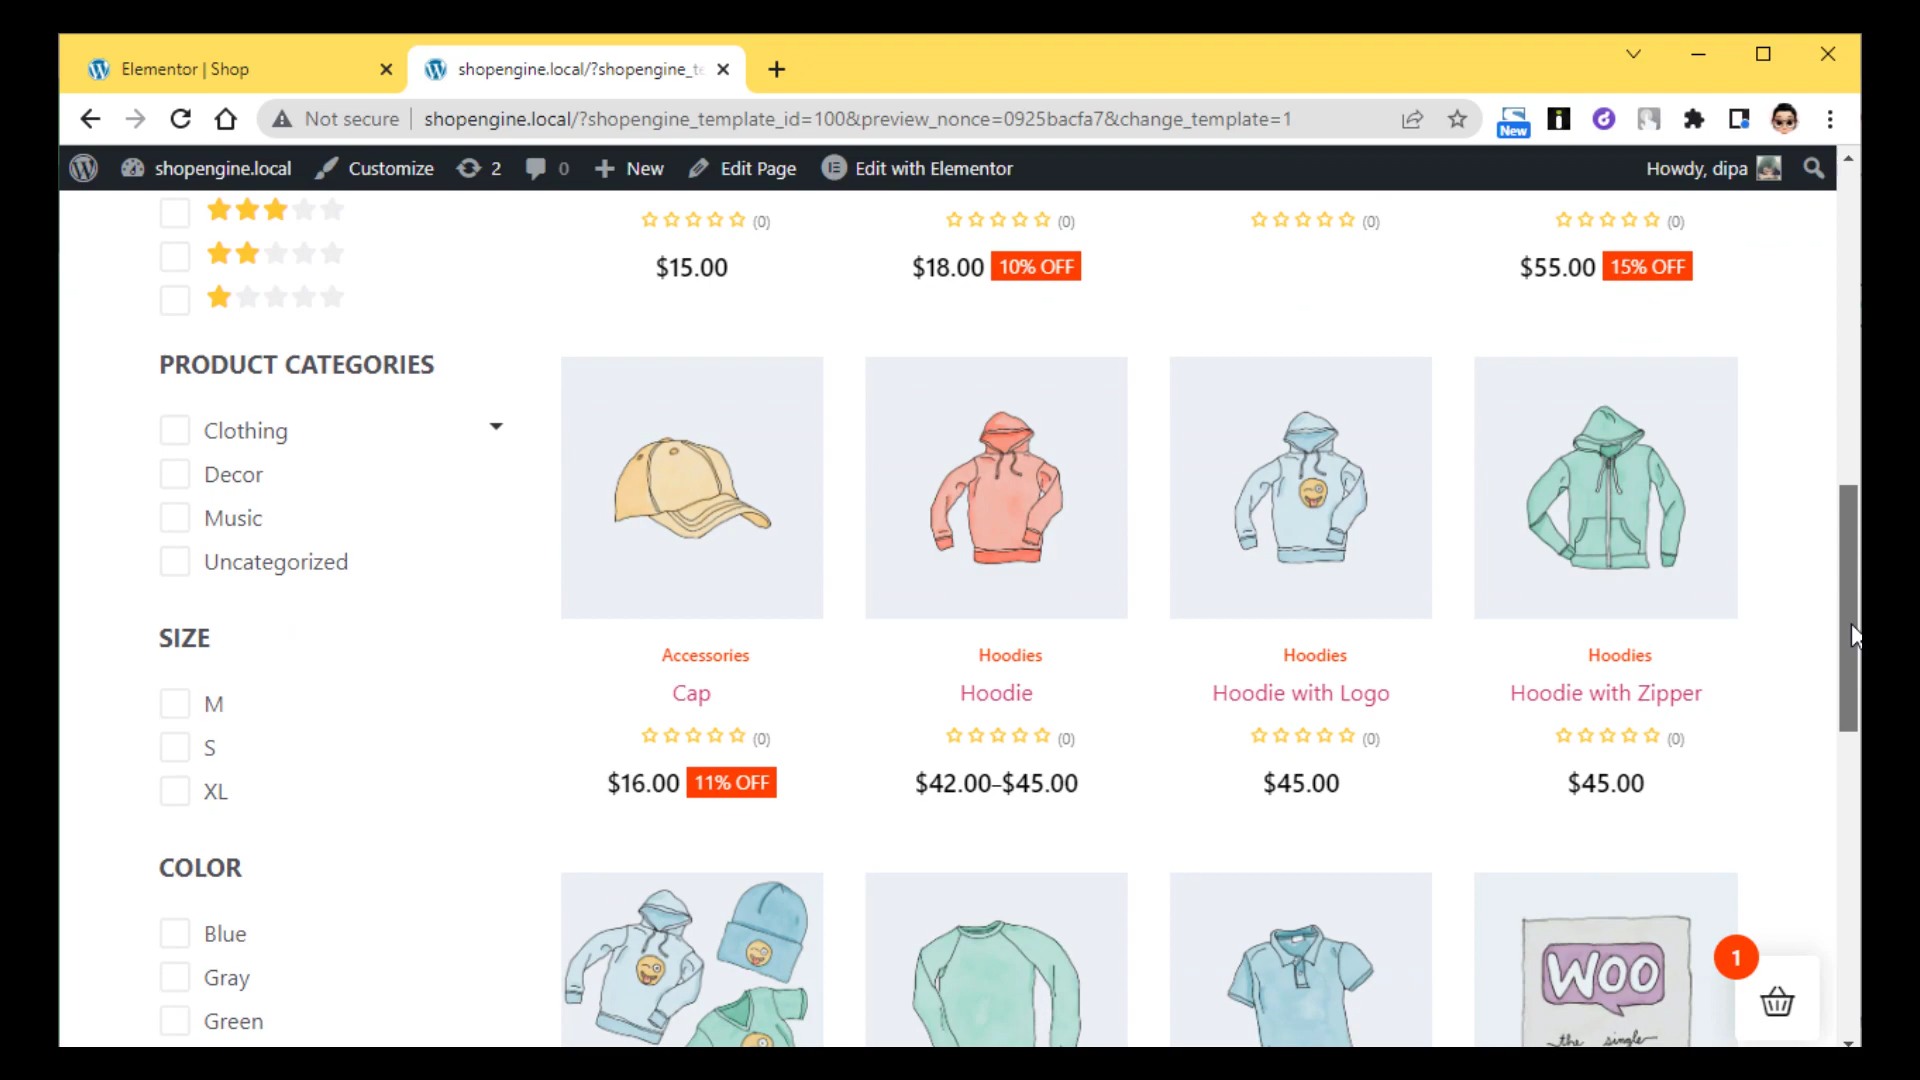 Elementor | Shop
shopengine.local/?shopengine_te
Not secure
shopengine.local/?shopengine_template_id=100&preview_nonce=0925bacfa7&change_template=1
New
shopengine.local
Customize
2
0
New
Edit Page
Edit with Elementor
Howdy, dipa
(0)
(0)
(0)
(0)
$15.00
$18.00 10% OFF
$55.00 15% OFF
PRODUCT CATEGORIES
Clothing
Decor
Music
Uncategorized
SIZE
M
S
XL
COLOR
Blue
Gray
Green
Accessories
Cap
(0)
$16.00 11% OFF
Hoodies
Hoodie
(0)
$42.00–$45.00
Hoodies
Hoodie with Logo
(0)
$45.00
Hoodies
Hoodie with Zipper
(0)
$45.00
WOO
the single
1